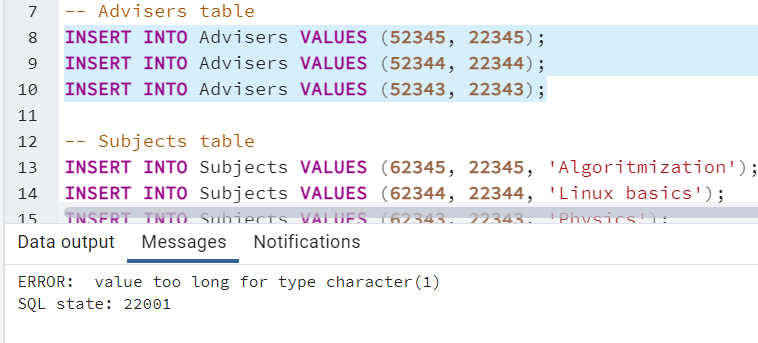 7 -- Advisers table
8 INSERT INTO Advisers VALUES (52345, 22345);
9 INSERT INTO Advisers VALUES (52344, 22344);
10 INSERT INTO Advisers VALUES (52343, 22343);
11
12 -- Subjects table
13 INSERT INTO Subjects VALUES (62345, 22345, 'Algoritmization');
14 INSERT INTO Subjects VALUES (62344, 22344, 'Linux basics');
15 INSERT INTO Subjects VALUES (62343, 22343, 'Physics');
Data output Messages Notifications
ERROR:  value too long for type character(1)
SQL state: 22001